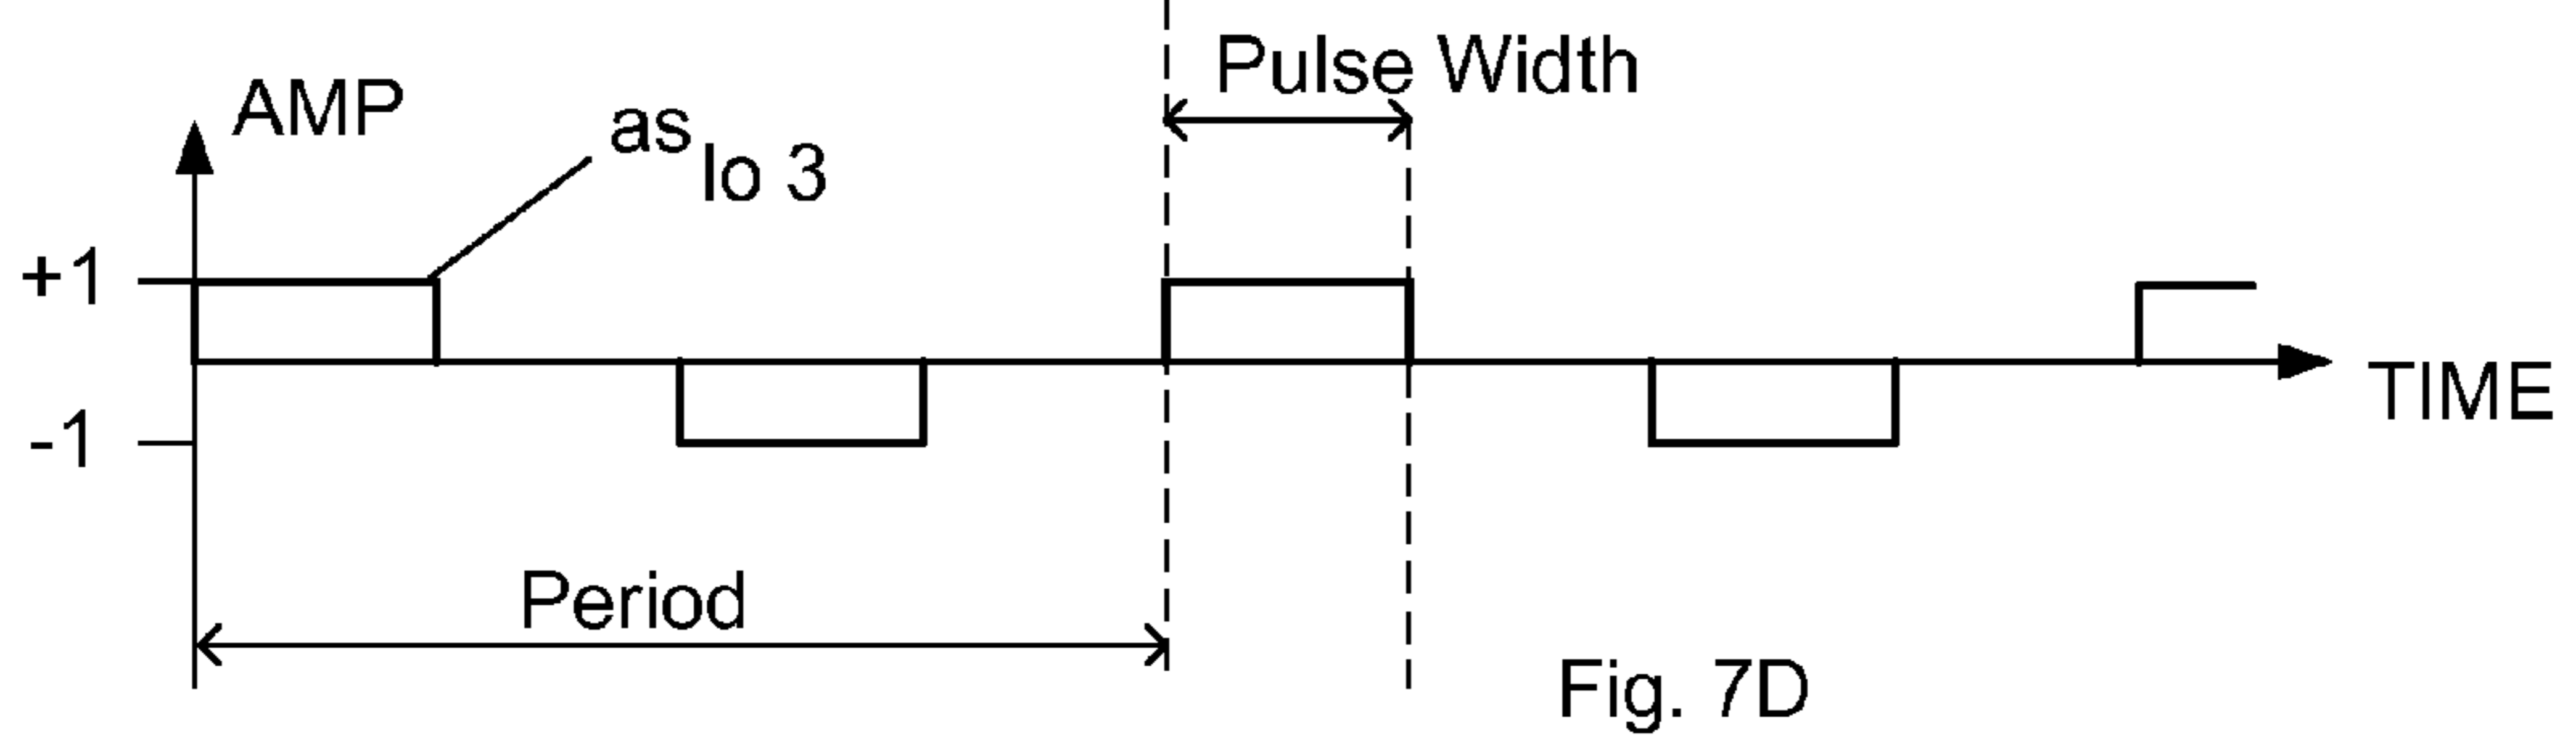 Pulse Width
AMP
as lo 3
+1
-1
TIME
Period
Fig. 7D